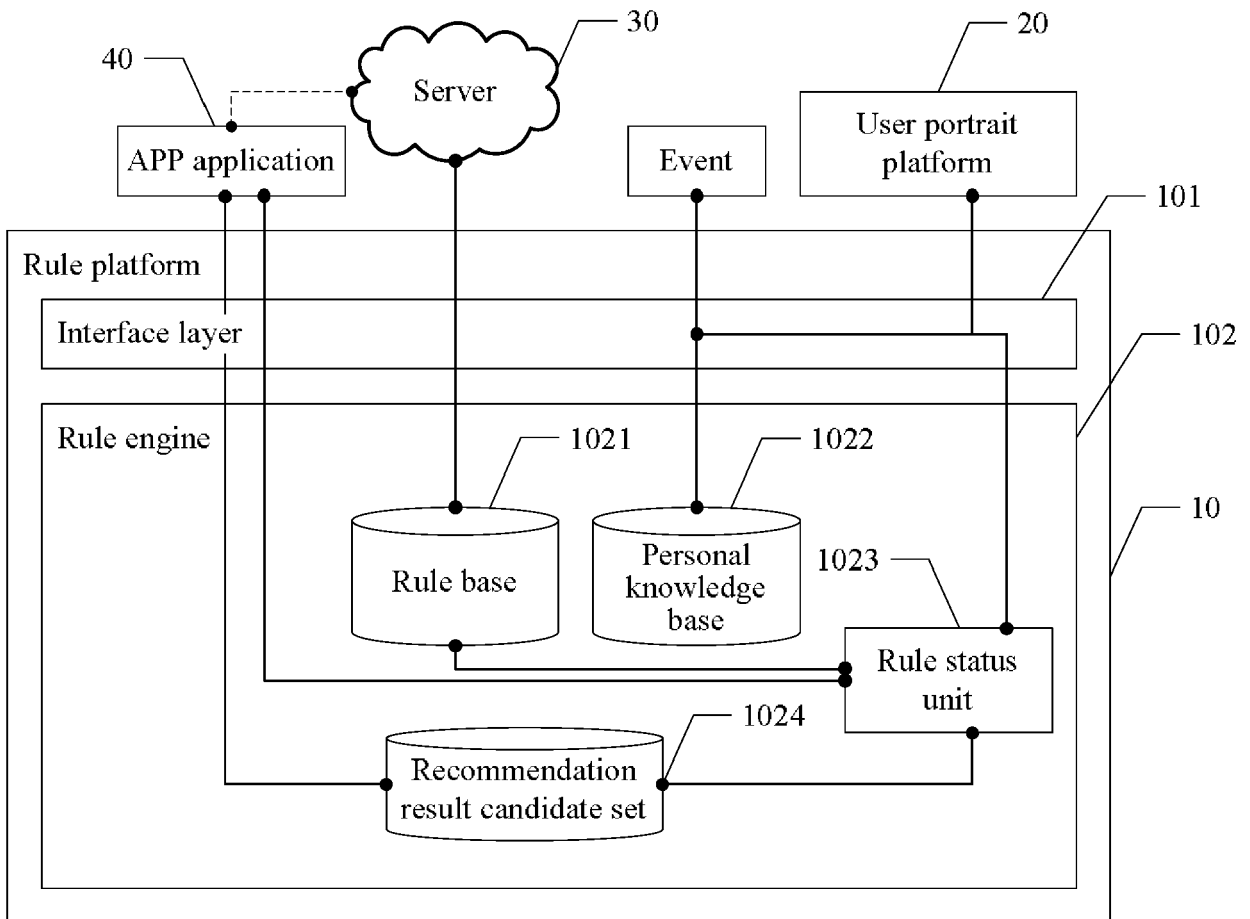 30
20
40
Server
User portrait
platform
APP application
Event
101
Rule platform
Interface layer
102
Rule engine
1021
1022
10
Rule base
Personal
knowledge
base
1023
Rule status
unit
1024
Recommendation
result candidate set